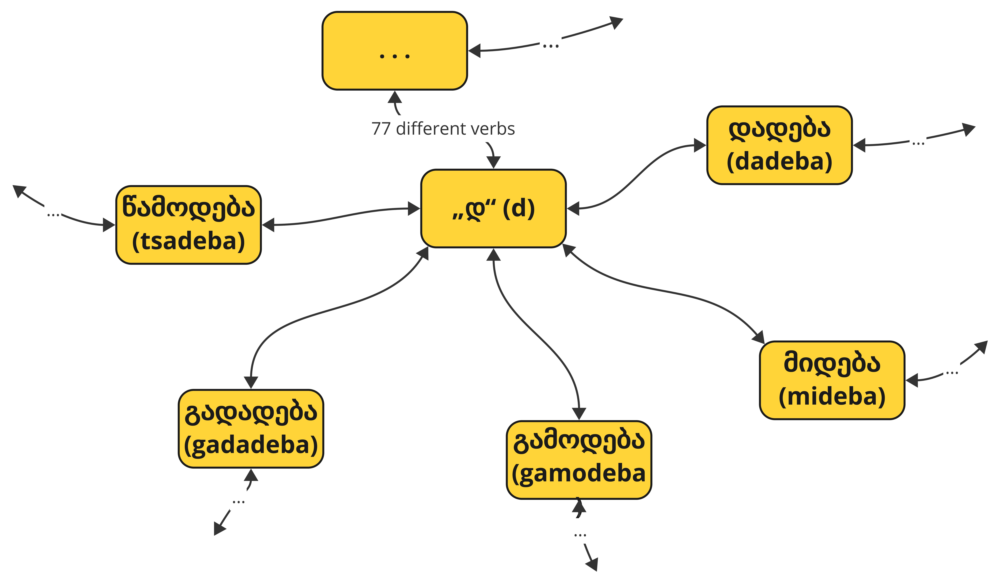 ...
...
77 different verbs
დადება
(dadeba)
...
წამოდება
(tsadeba)
...
„დ“ (d)
მიდება
(mideba)
...
გადადება
(gadadeba)
...
გამოდება
(gamodeba
)
...